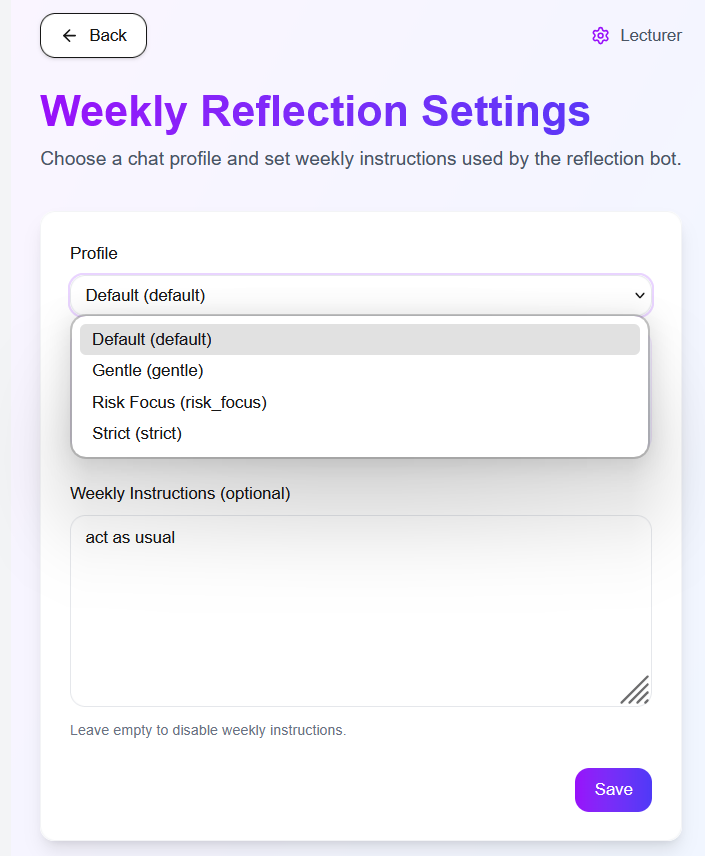 Back
Lecturer
Weekly Reflection Settings
Choose a chat profile and set weekly instructions used by the reflection bot.
Profile
Default (default)
Default (default)
Gentle (gentle)
Risk Focus (risk_focus)
Strict (strict)
Weekly Instructions (optional)
act as usual
Leave empty to disable weekly instructions.
Save